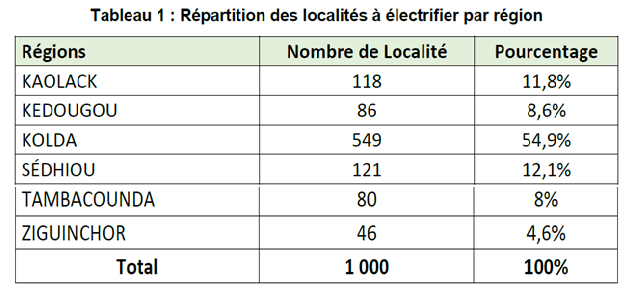 Tableau 1 : Répartition des localités à électrifier par région
Régions Nombre de Localité Pourcentage
KAOLACK 118 11,8%
KEDOUGOU 86 8,6%
KOLDA 549 54,9%
SÉDHIOU 121 12,1%
TAMBACOUNDA 80 8%
ZIGUINCHOR 46 4,6%
Total 1 000 100%